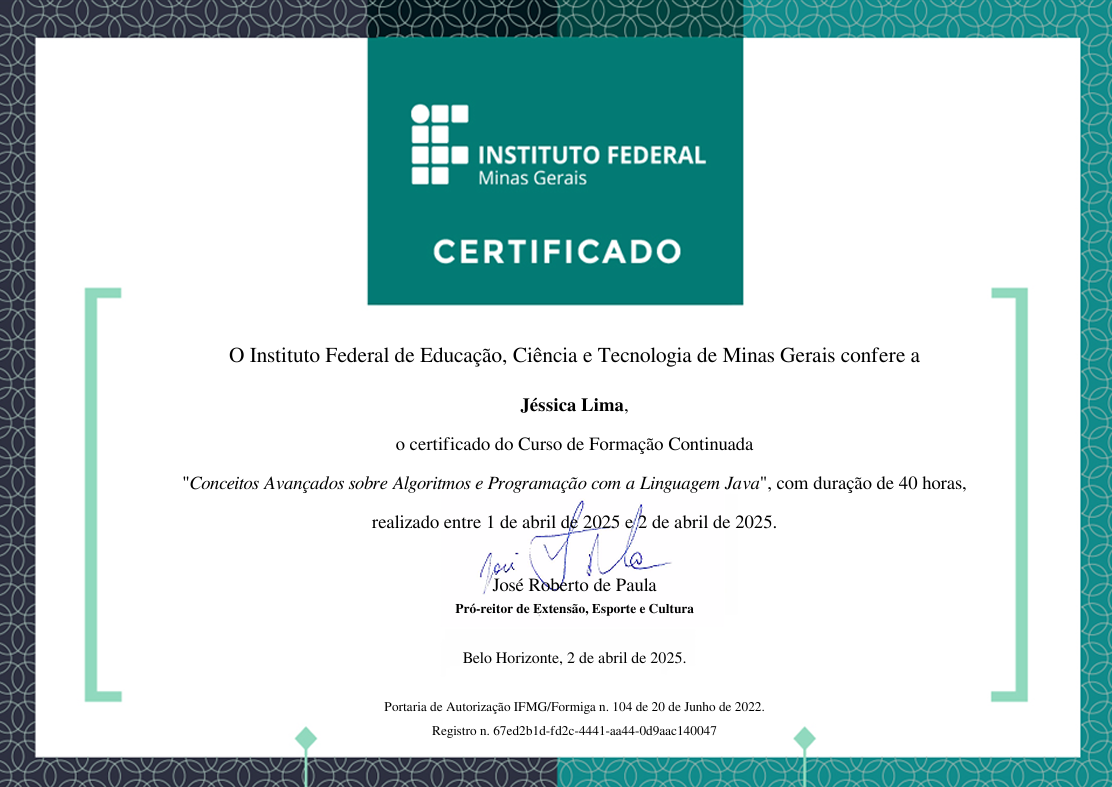 INSTITUTO FEDERAL
Minas Gerais
CERTIFICADO
O Instituto Federal de Educação, Ciência e Tecnologia de Minas Gerais confere a
Jéssica Lima,
o certificado do Curso de Formação Continuada
"Conceitos Avançados sobre Algoritmos e Programação com a Linguagem Java", com duração de 40 horas,
realizado entre 1 de abril de 2025 e 2 de abril de 2025.
José Roberto de Paula
Pró-reitor de Extensão, Esporte e Cultura
Belo Horizonte, 2 de abril de 2025.
Portaria de Autorização IFMG/Formiga n. 104 de 20 de Junho de 2022.
Registro n. 67ed2b1d-fd2c-4441-aa44-0d9aac140047